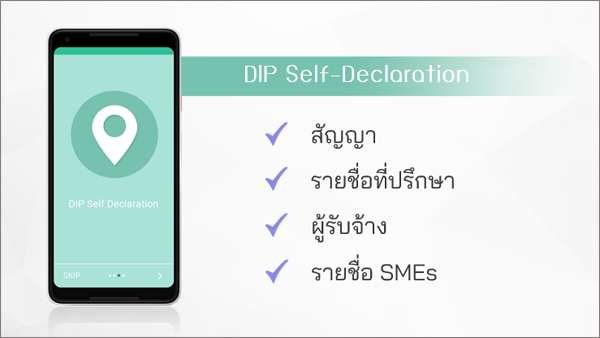 DIP Self-Declaration
สัญญา
รายชื่อที่ปรึกษา
ผู้รับจ้าง
รายชื่อ SMEs
DIP Self Declaration
SKIP